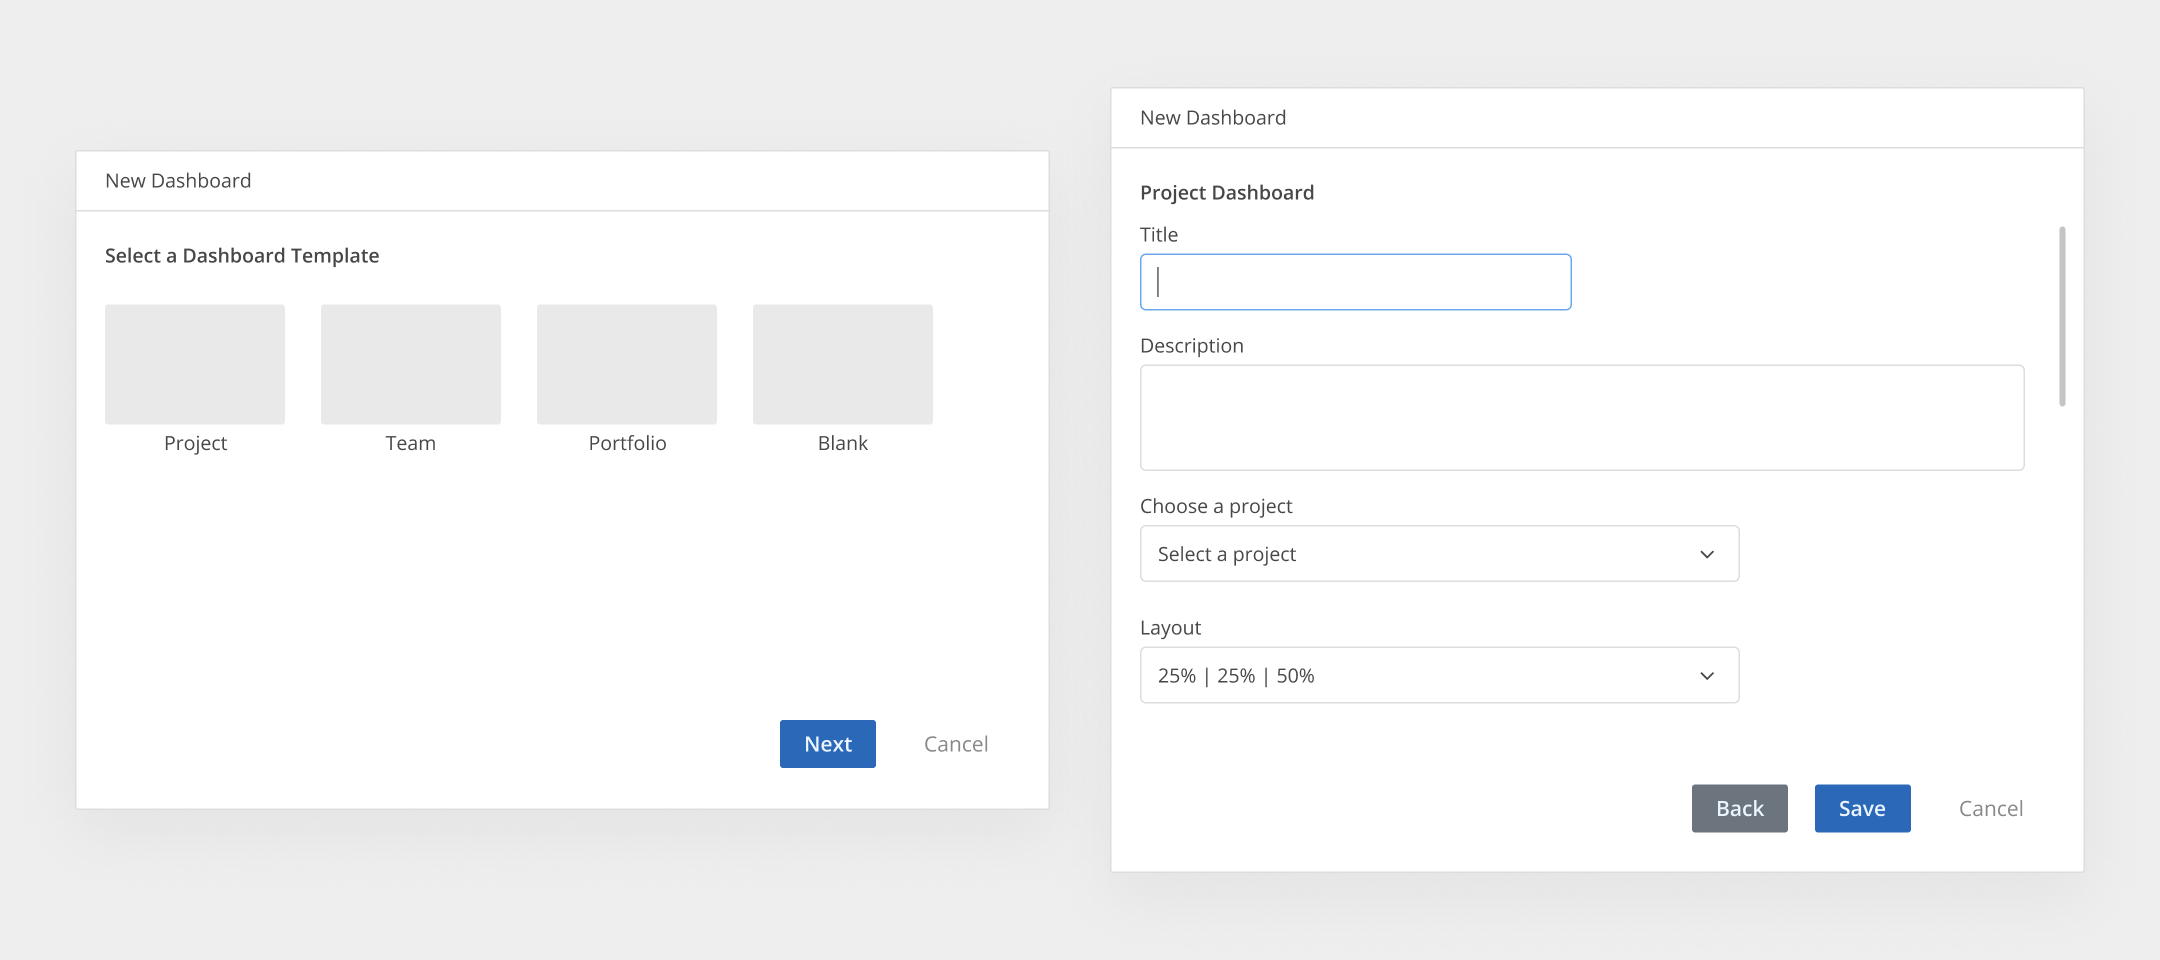 New Dashboard
Select a Dashboard Template
Project
Team
Portfolio
Blank
Next
Cancel
New Dashboard
Project Dashboard
Title
Description
Choose a project
Select a project
Layout
25% | 25% | 50%
Back
Save
Cancel